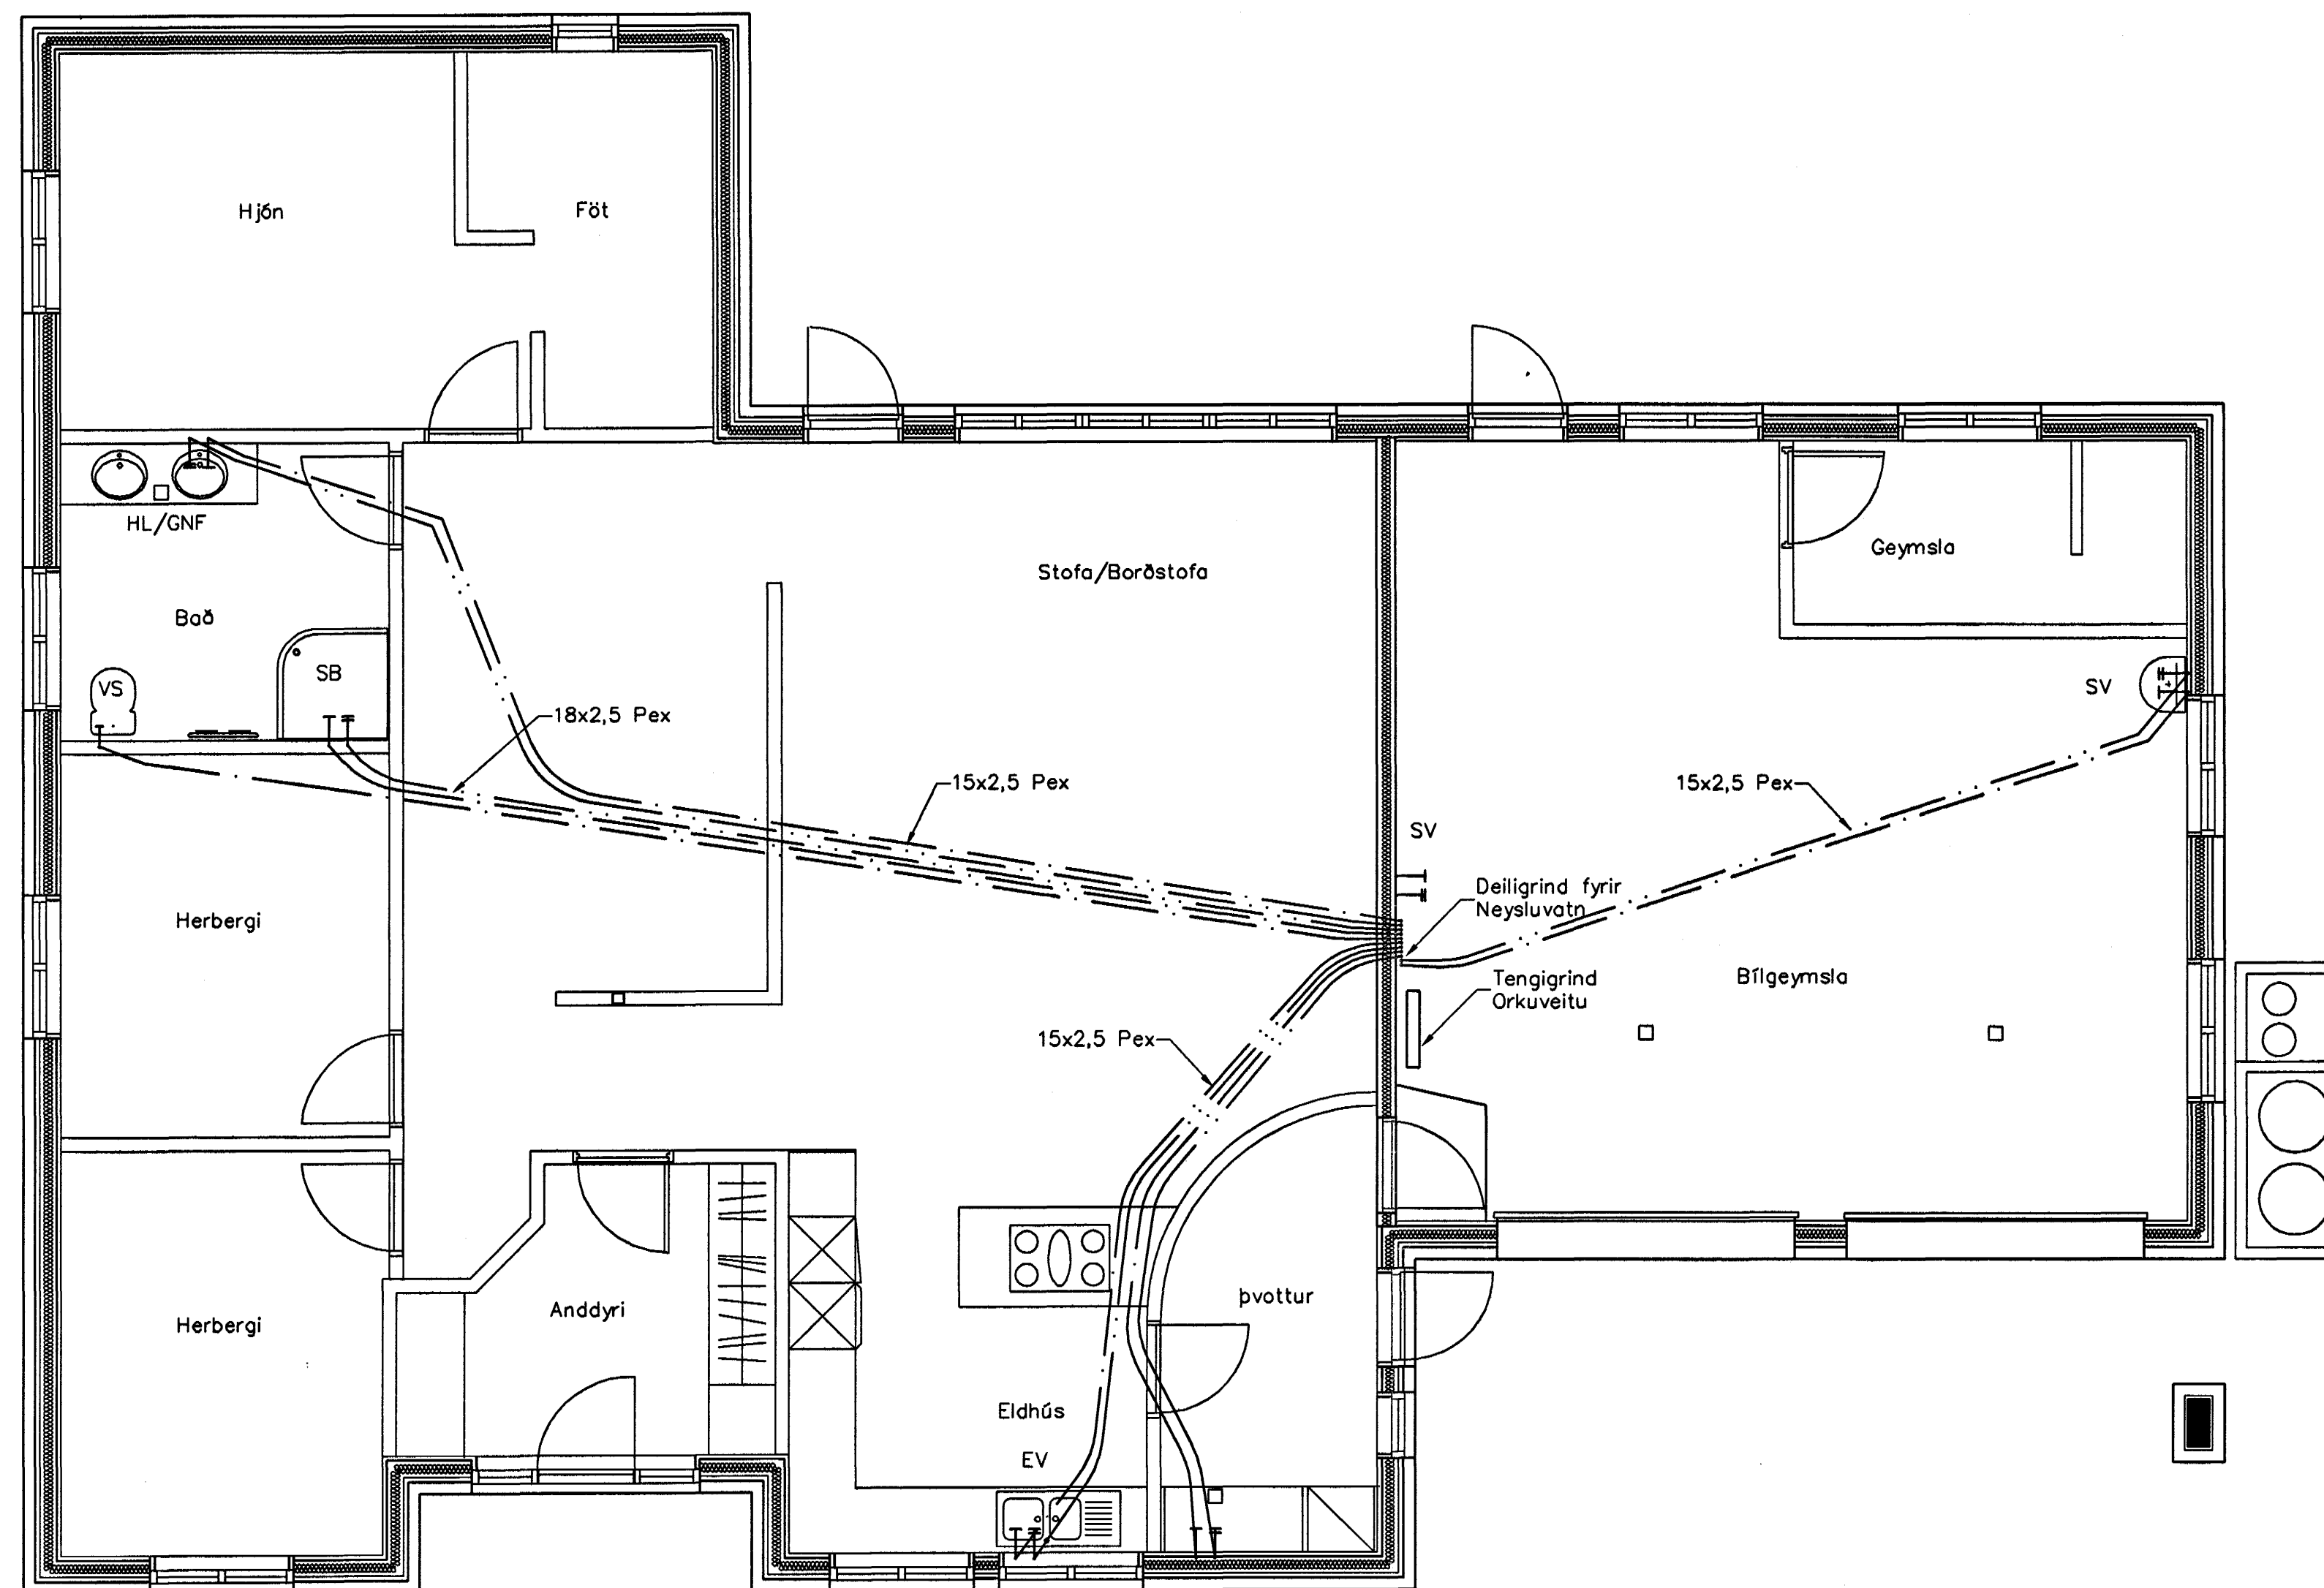 Hjón
Föt
HL/GNF
Bað
VS
SB
18x2,5 Pex
Stofa/Borðstofa
Geymsla
SV
15x2,5 Pex
15x2,5 Pex
SV
Deiligrind fyrir
Neysluvatn
Herbergi
Tengigrind
Orkuveitu
Bílgeymsla
15x2,5 Pex
Herbergi
Anddyri
þvottur
Eldhús
EV